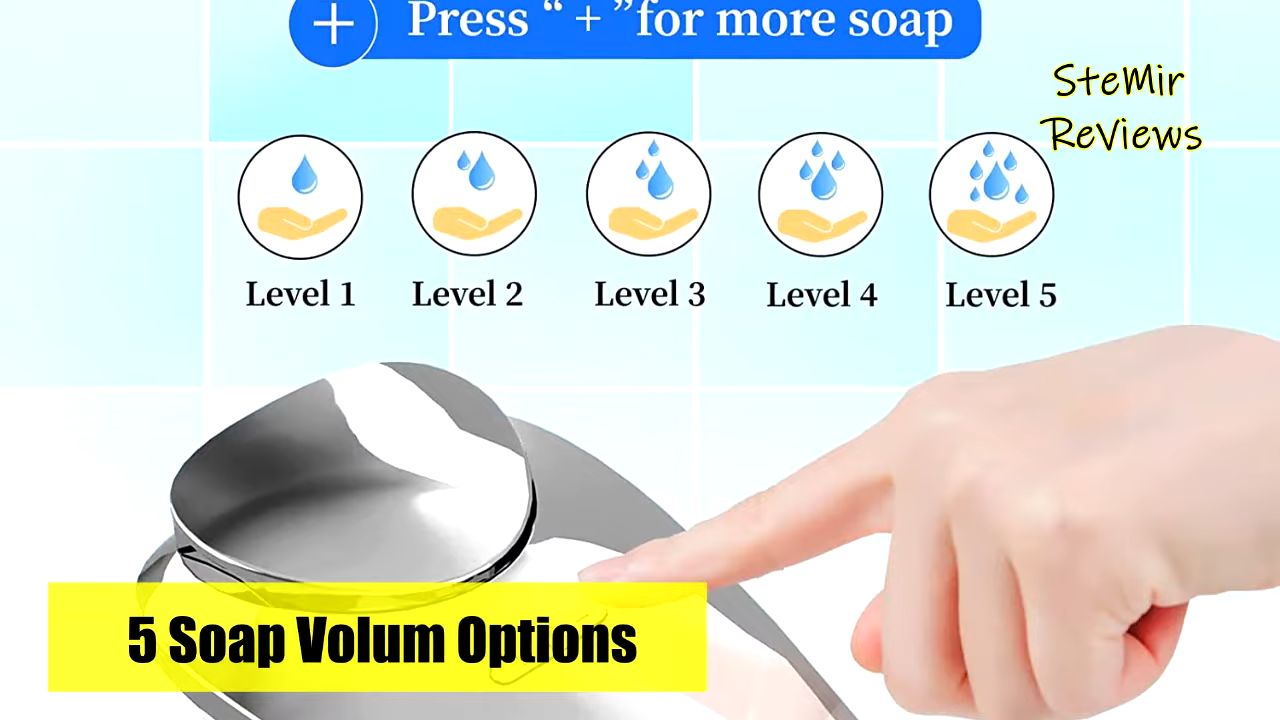 + Press “ + ”for more soap
SteMir
ReViews
Level 1 Level 2 Level 3 Level 4 Level 5
5 Soap Volum Options